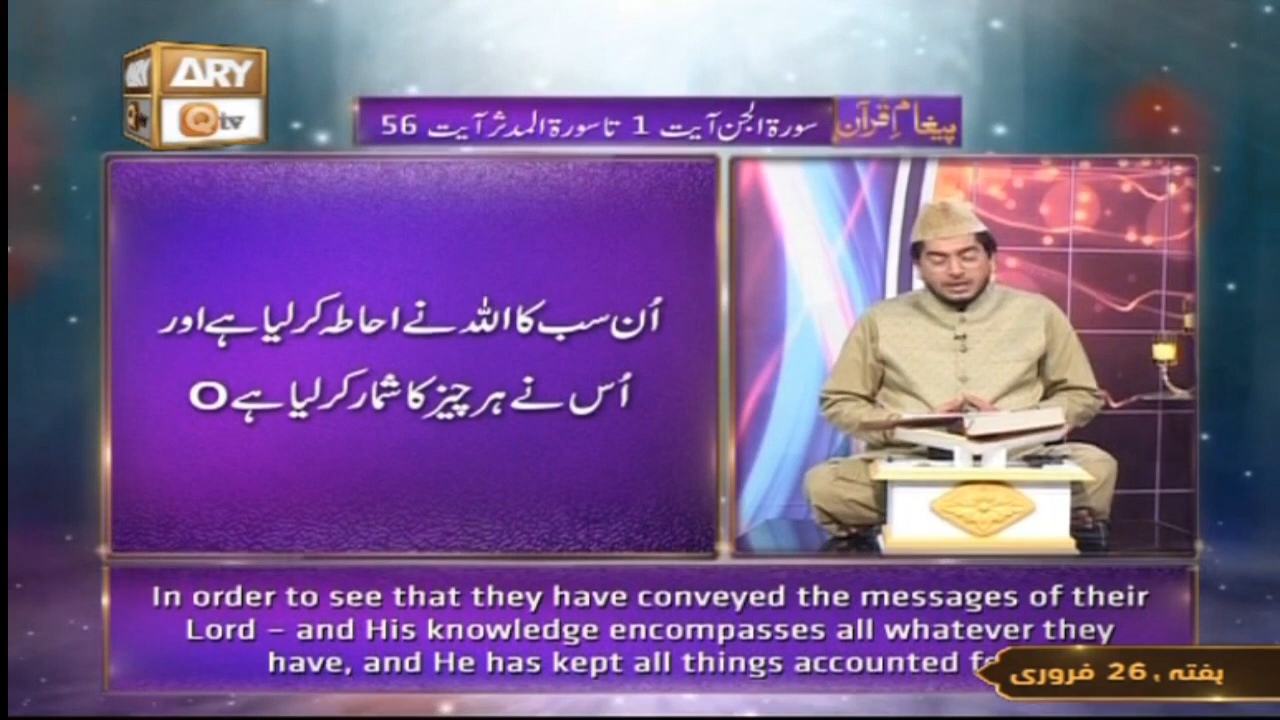 ARY
Qtv
پیغامِ قرآن
سورۃ الجن آیت 1 تا سورۃ المدثر آیت 56
اُن سب کا اللہ نے احاطہ کرلیا ہے اور
اُس نے ہر چیز کا شمار کرلیا ہے O
In order to see that they have conveyed the messages of their
Lord – and His knowledge encompasses all whatever they
have, and He has kept all things accounted
ہفتہ , 26 فروری